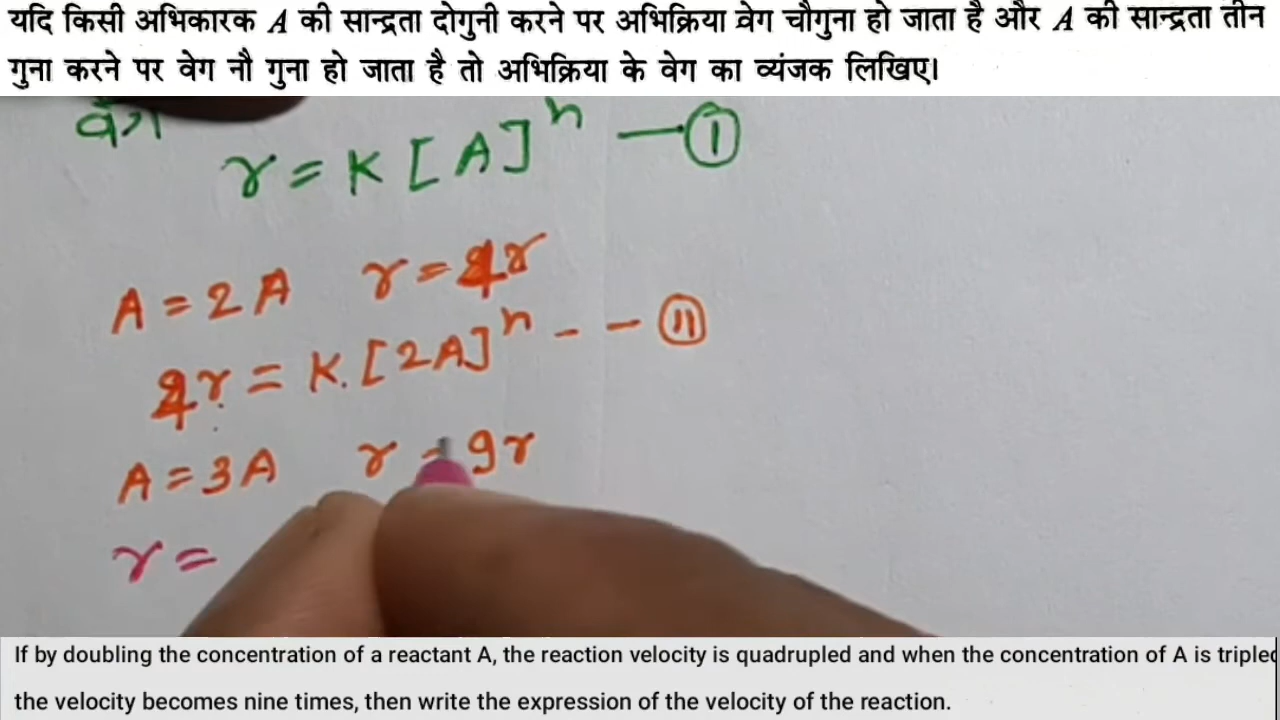 यदि किसी अभिकारक A की सान्द्रता दोगुनी करने पर अभिक्रिया वेग चौगुना हो जाता है और A की सान्द्रता तीन
गुना करने पर वेग नौ गुना हो जाता है तो अभिक्रिया के वेग का व्यंजक लिखिए।
वेग
r = K [A]^n — ①
A = 2A r = 4r
4r = K. [2A]^n - - ⑪
A = 3A r = 9r
r =
If by doubling the concentration of a reactant A, the reaction velocity is quadrupled and when the concentration of A is tripled
the velocity becomes nine times, then write the expression of the velocity of the reaction.